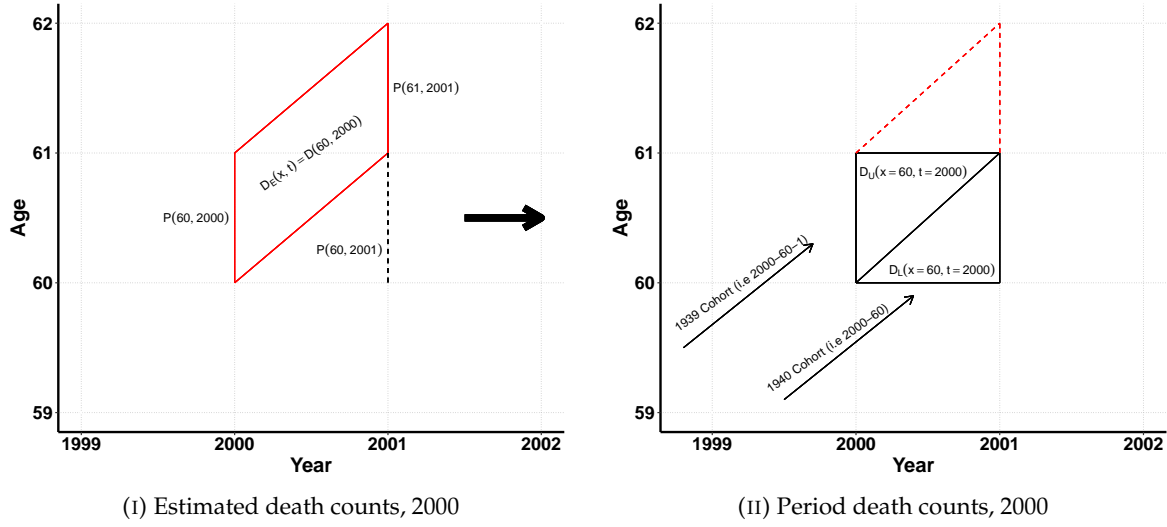 62
61
60
59
Age
P(61, 2001)
D_E(x, t) = D(60, 2000)
P(60, 2000)
P(60, 2001)
1999
2000
2001
2002
Year
(I) Estimated death counts, 2000
62
61
60
59
Age
D_U(x = 60, t = 2000)
D_L(x = 60, t = 2000)
1939 Cohort (i.e 2000−60−1)
1940 Cohort (i.e 2000−60)
1999
2000
2001
2002
Year
(II) Period death counts, 2000